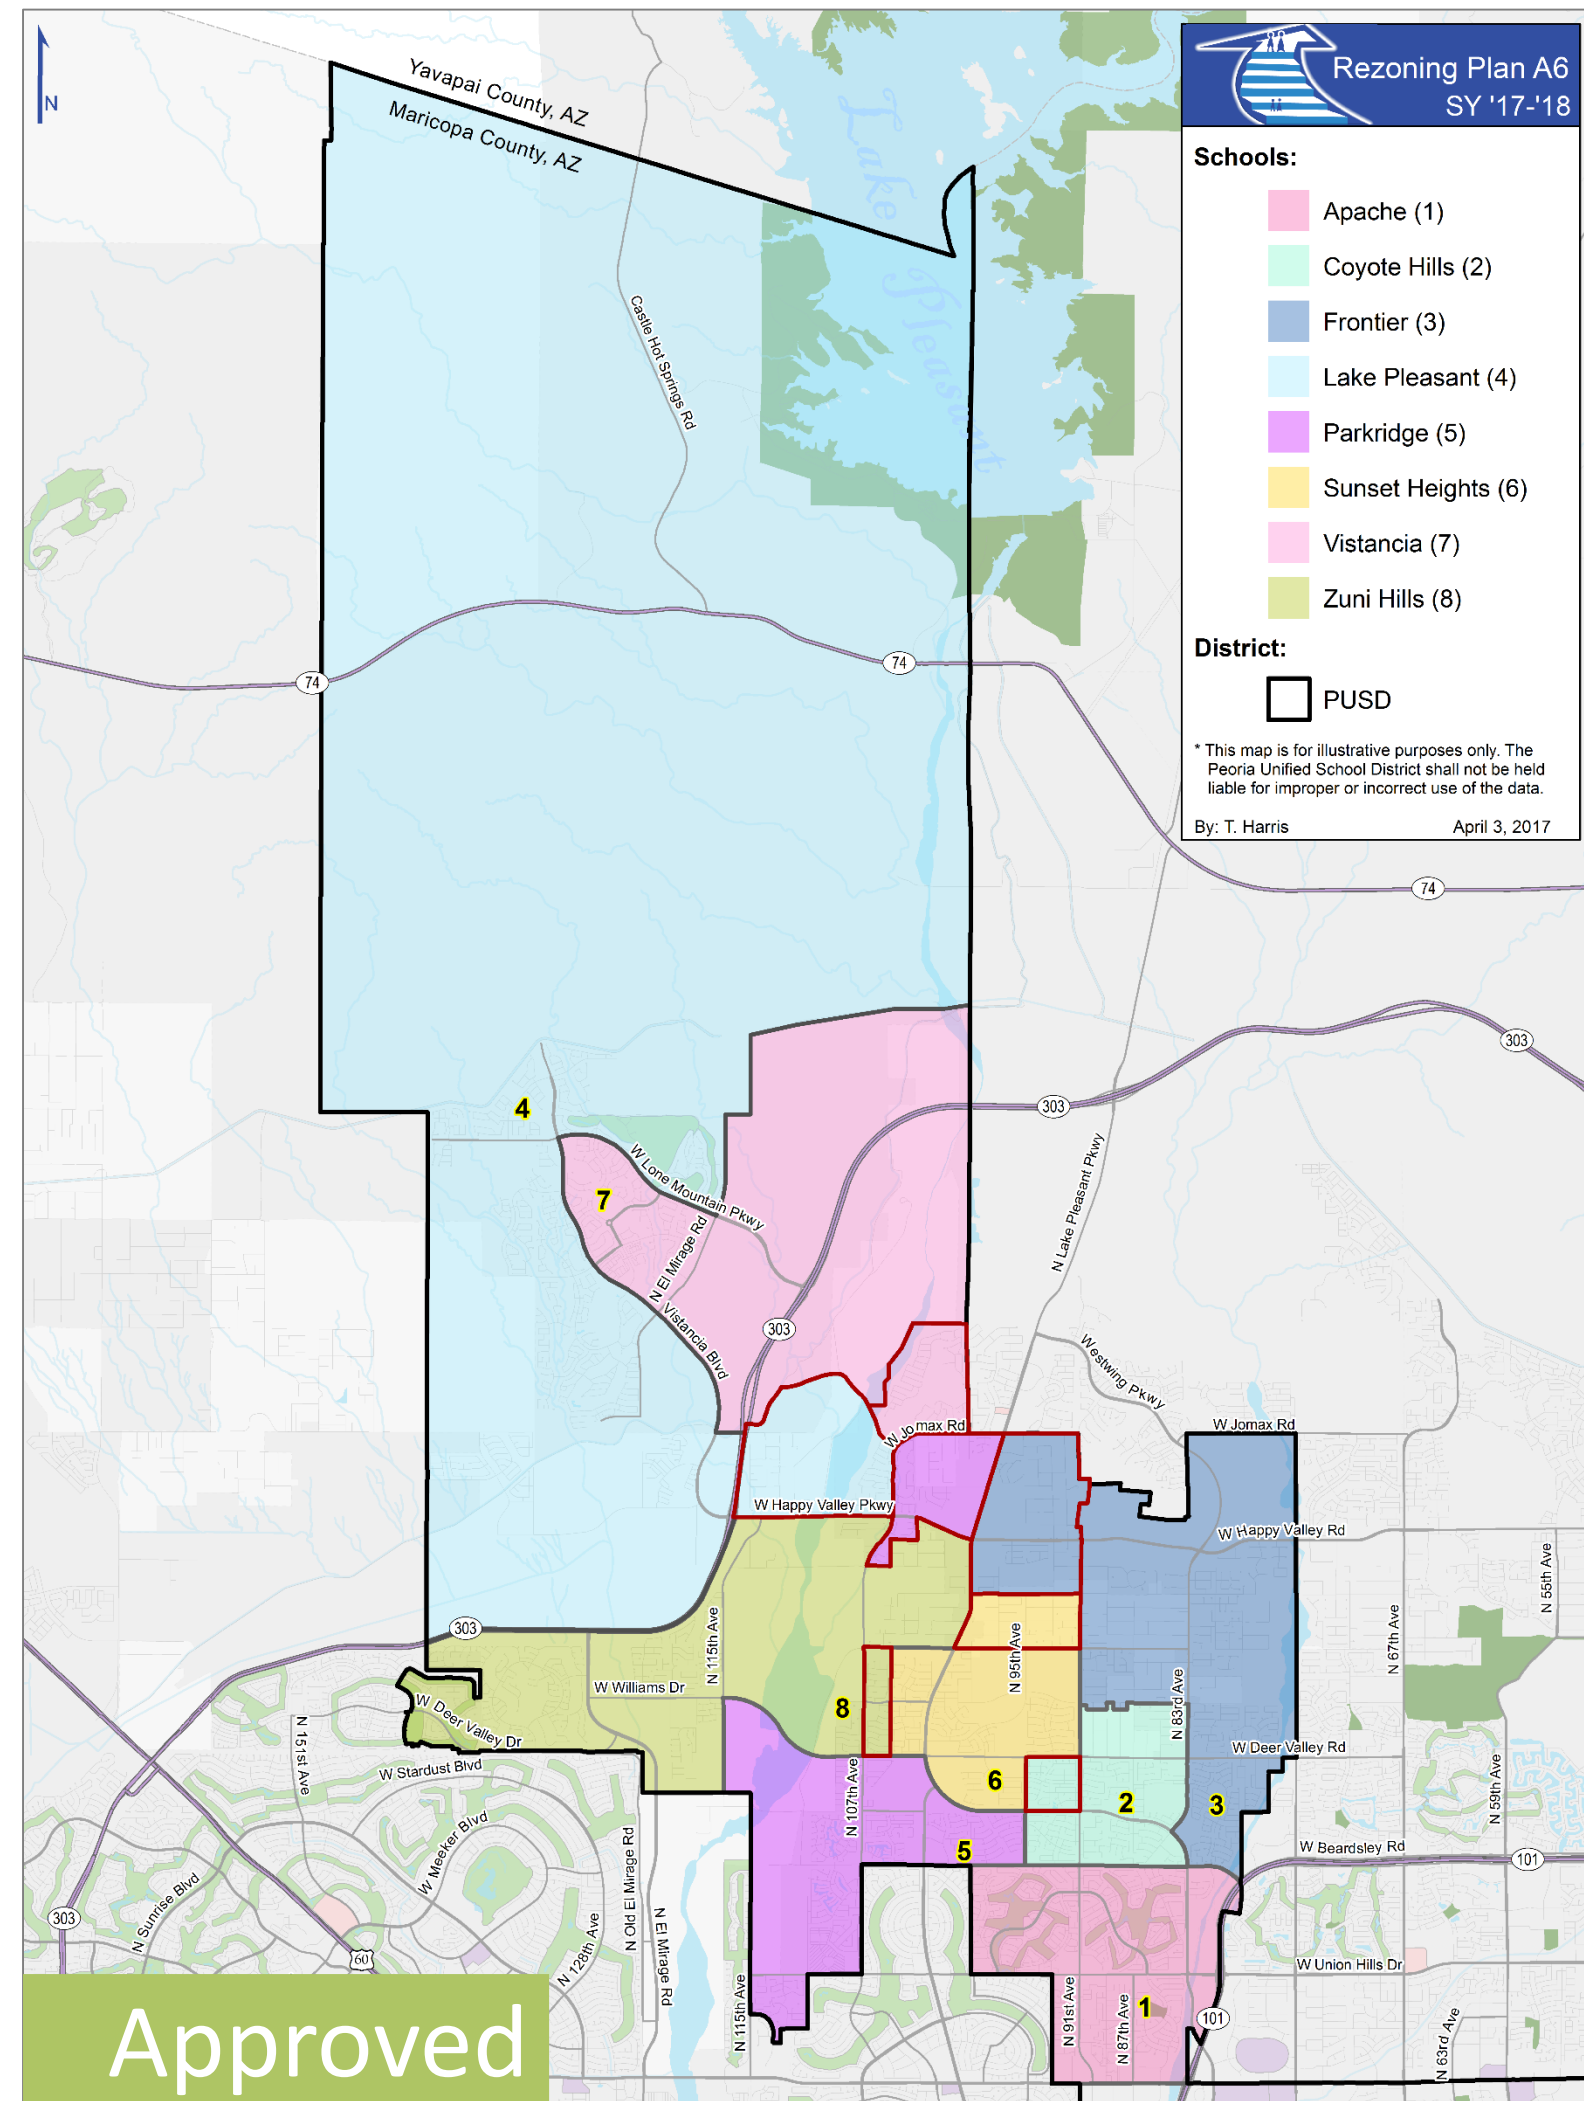 N
Yavapai County, AZ
Maricopa County, AZ
Lake
Pleasant
Castle Hot Springs Rd
Rezoning Plan A6
SY '17-'18
Schools:
Apache (1)
Coyote Hills (2)
Frontier (3)
Lake Pleasant (4)
Parkridge (5)
Sunset Heights (6)
Vistancia (7)
Zuni Hills (8)
District:
PUSD
* This map is for illustrative purposes only. The
Peoria Unified School District shall not be held
liable for improper or incorrect use of the data.
By: T. Harris April 3, 2017
74
74
74
303
303
4
7
W Lone Mountain Pkwy
N El Mirage Rd
Vistancia Blvd
303
N Lake Pleasant Pkwy
Westwing Pkwy
W Jomax Rd
W Jomax Rd
W Happy Valley Pkwy
W Happy Valley Rd
N 55th Ave
N 67th Ave
303
N 115th Ave
N 95th Ave
N 83rd Ave
W Williams Dr
8
W Deer Valley Dr
W Deer Valley Rd
N 151st Ave
W Stardust Blvd
6
2
3
N 107th Ave
N 59th Ave
5
W Beardsley Rd
101
W Meeker Blvd
N Sunrise Blvd
303
60
N Old El Mirage Rd
N El Mirage Rd
N 128th Ave
N 115th Ave
W Union Hills Dr
N 91st Ave
N 87th Ave
1
101
N 63rd Ave
Approved